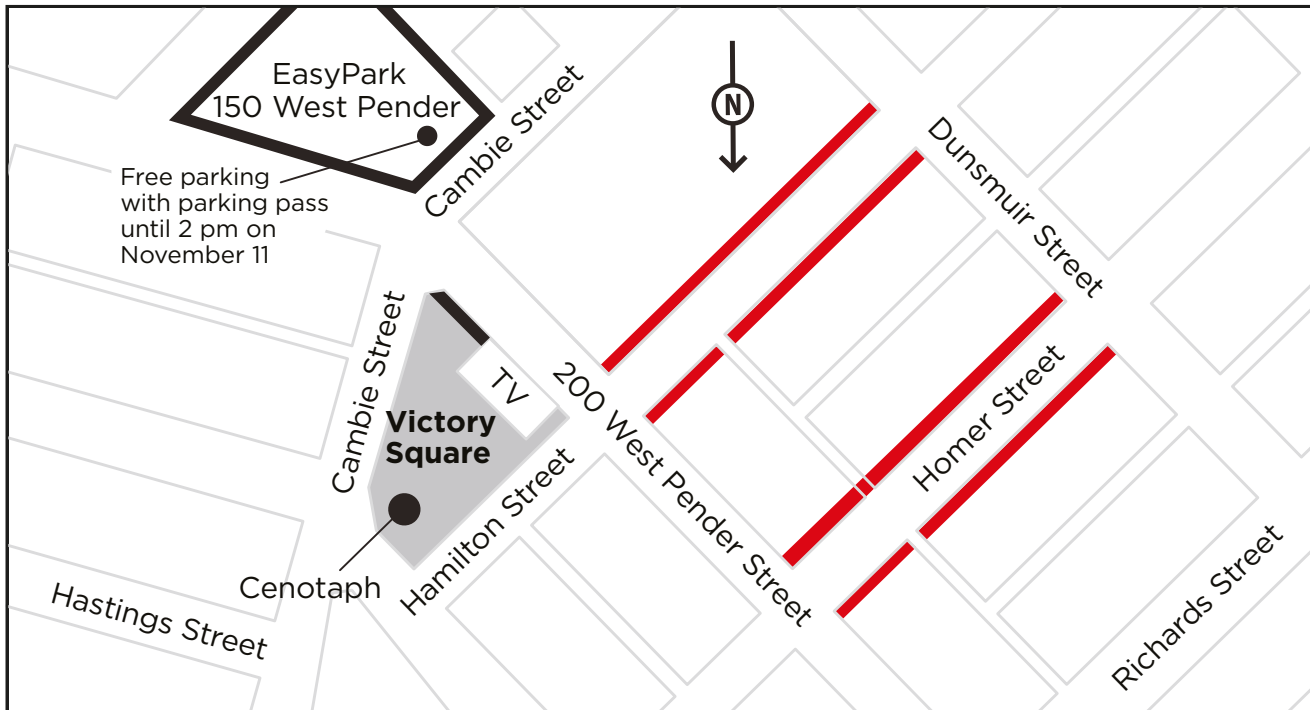 EasyPark
150 West Pender
Cambie Street
N
Dunsmuir Street
Free parking
with parking pass
until 2 pm on
November 11
Cambie Street
TV
200 West Pender Street
Victory
Square
Homer Street
Hamilton Street
Cenotaph
Hastings Street
Richards Street